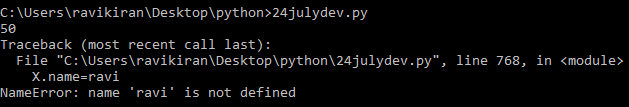 C:\Users\ravikiran\Desktop\python>24julydev.py
50
Traceback (most recent call last):
  File "C:\Users\ravikiran\Desktop\python\24julydev.py", line 768, in <module>
    X.name=ravi
NameError: name 'ravi' is not defined